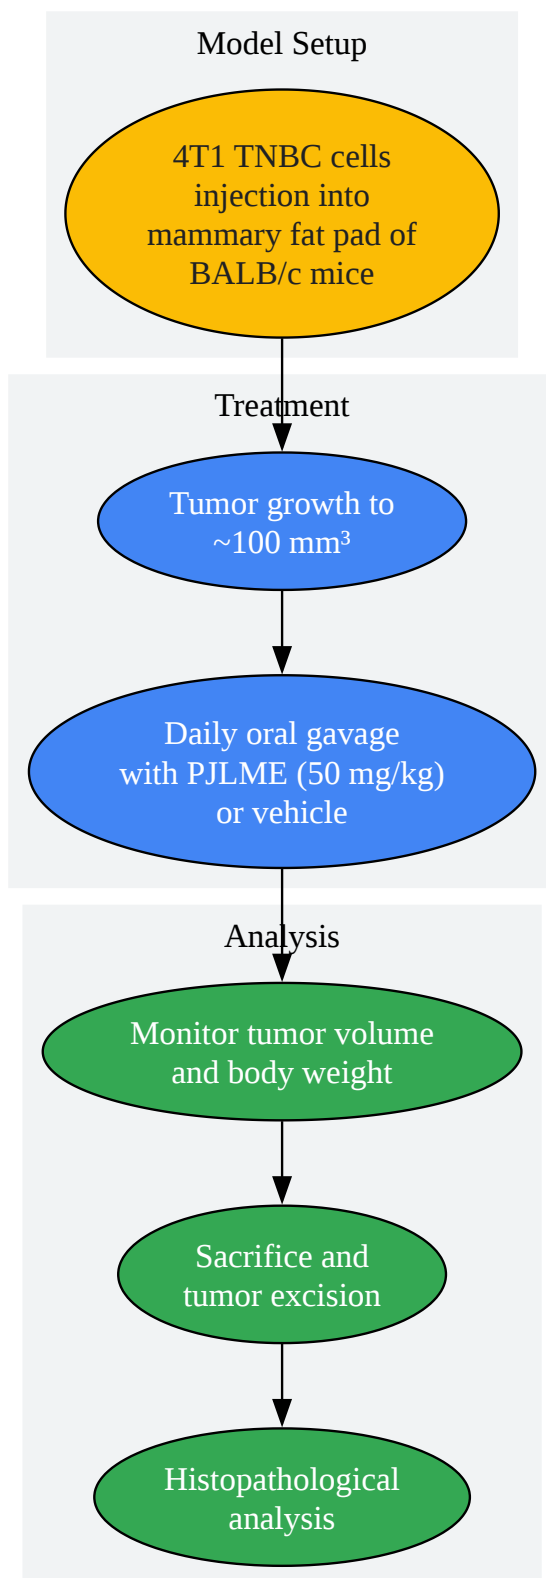 Model Setup
4T1 TNBC cells
injection into
mammary fat pad of
BALB/c mice
Treatment
Tumor growth to
~100 mm³
Daily oral gavage
with PJLME (50 mg/kg)
or vehicle
Analysis
Monitor tumor volume
and body weight
Sacrifice and
tumor excision
Histopathological
analysis